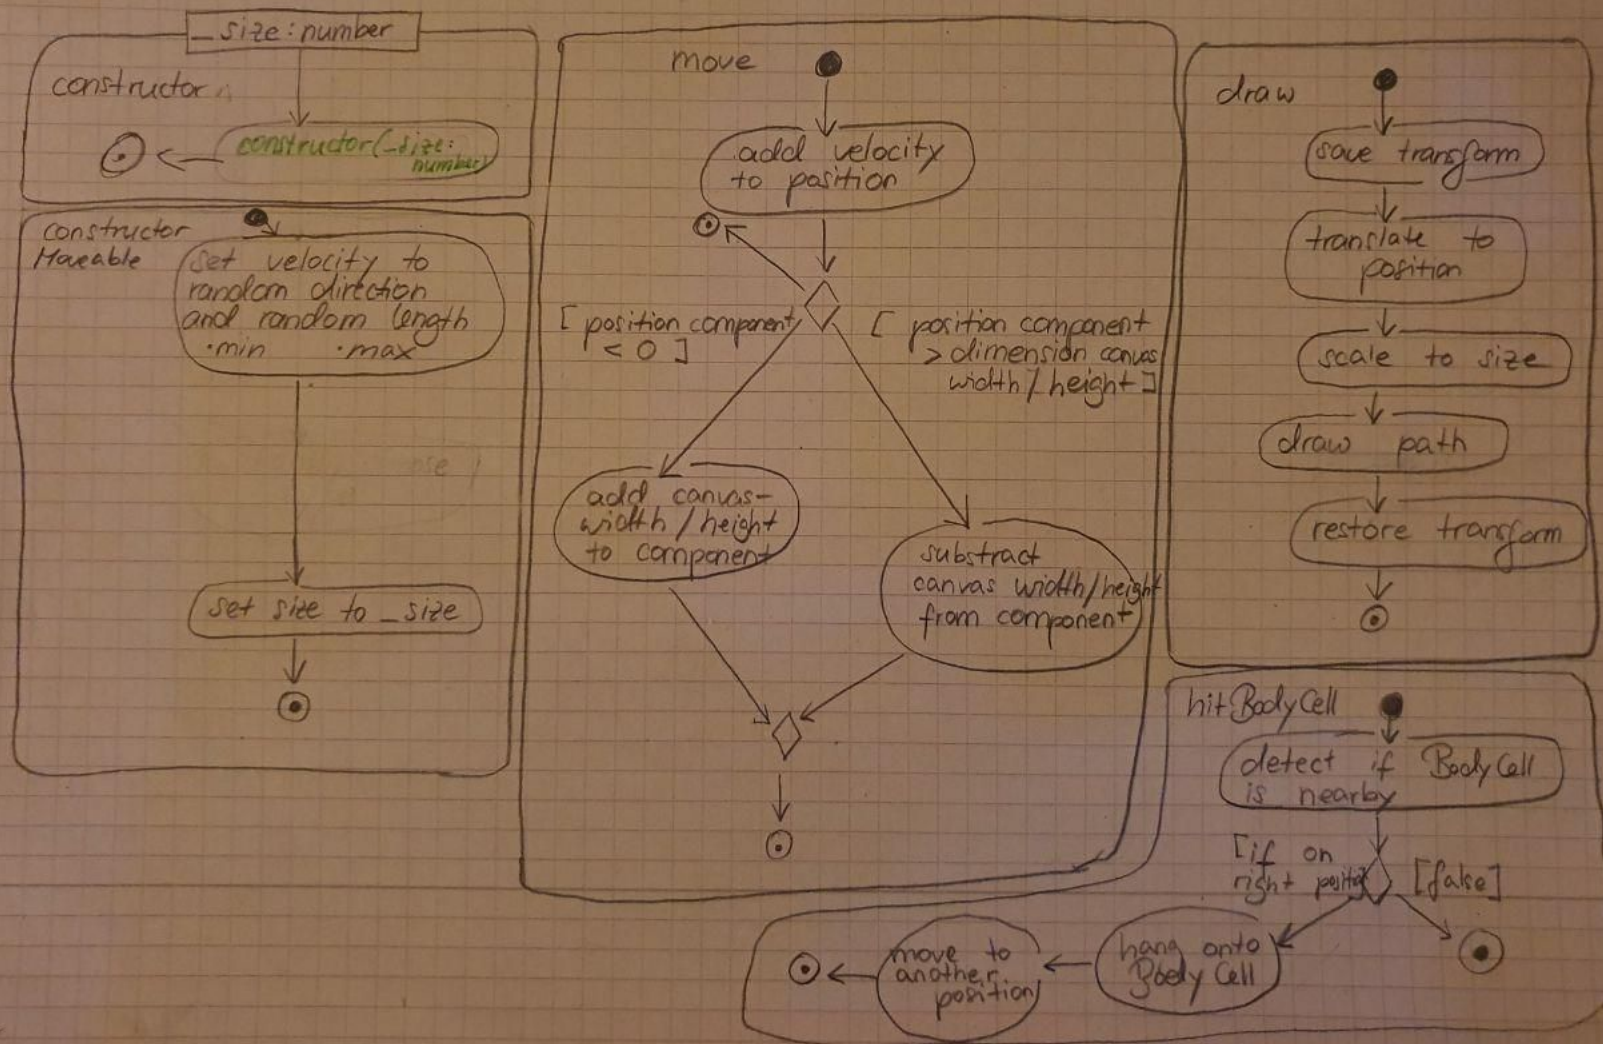 _size:number
constructor
constructor(_size:
number)
constructor
Moveable
set velocity to
random direction
and random length
·min ·max
set size to _size
move
add velocity
to position
[ position component
< 0 ]
[ position component
> dimension canvas
width/height ]
add canvas-
width/height
to component
substract
canvas width/height
from component
draw
save transform
translate to
position
scale to size
draw path
restore transform
hitBodyCell
detect if BodyCell
is nearby
[if on
right
[false]
hang onto
BodyCell
move to
another
position